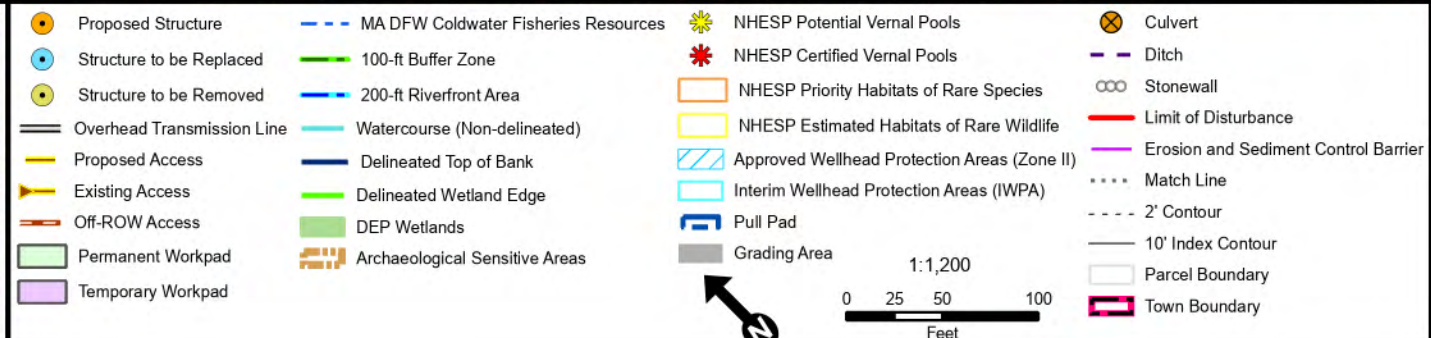 Proposed Structure
Structure to be Replaced
Structure to be Removed
Overhead Transmission Line
Proposed Access
Existing Access
Off-ROW Access
Permanent Workpad
Temporary Workpad
MA DFW Coldwater Fisheries Resources
100-ft Buffer Zone
200-ft Riverfront Area
Watercourse (Non-delineated)
Delineated Top of Bank
Delineated Wetland Edge
DEP Wetlands
Archaeological Sensitive Areas
NHESP Potential Vernal Pools
NHESP Certified Vernal Pools
NHESP Priority Habitats of Rare Species
NHESP Estimated Habitats of Rare Wildlife
Approved Wellhead Protection Areas (Zone II)
Interim Wellhead Protection Areas (IWPA)
Pull Pad
Grading Area
N
1:1,200
0 25 50 100
Feet
Culvert
Ditch
Stonewall
Limit of Disturbance
Erosion and Sediment Control Barrier
Match Line
2' Contour
10' Index Contour
Parcel Boundary
Town Boundary